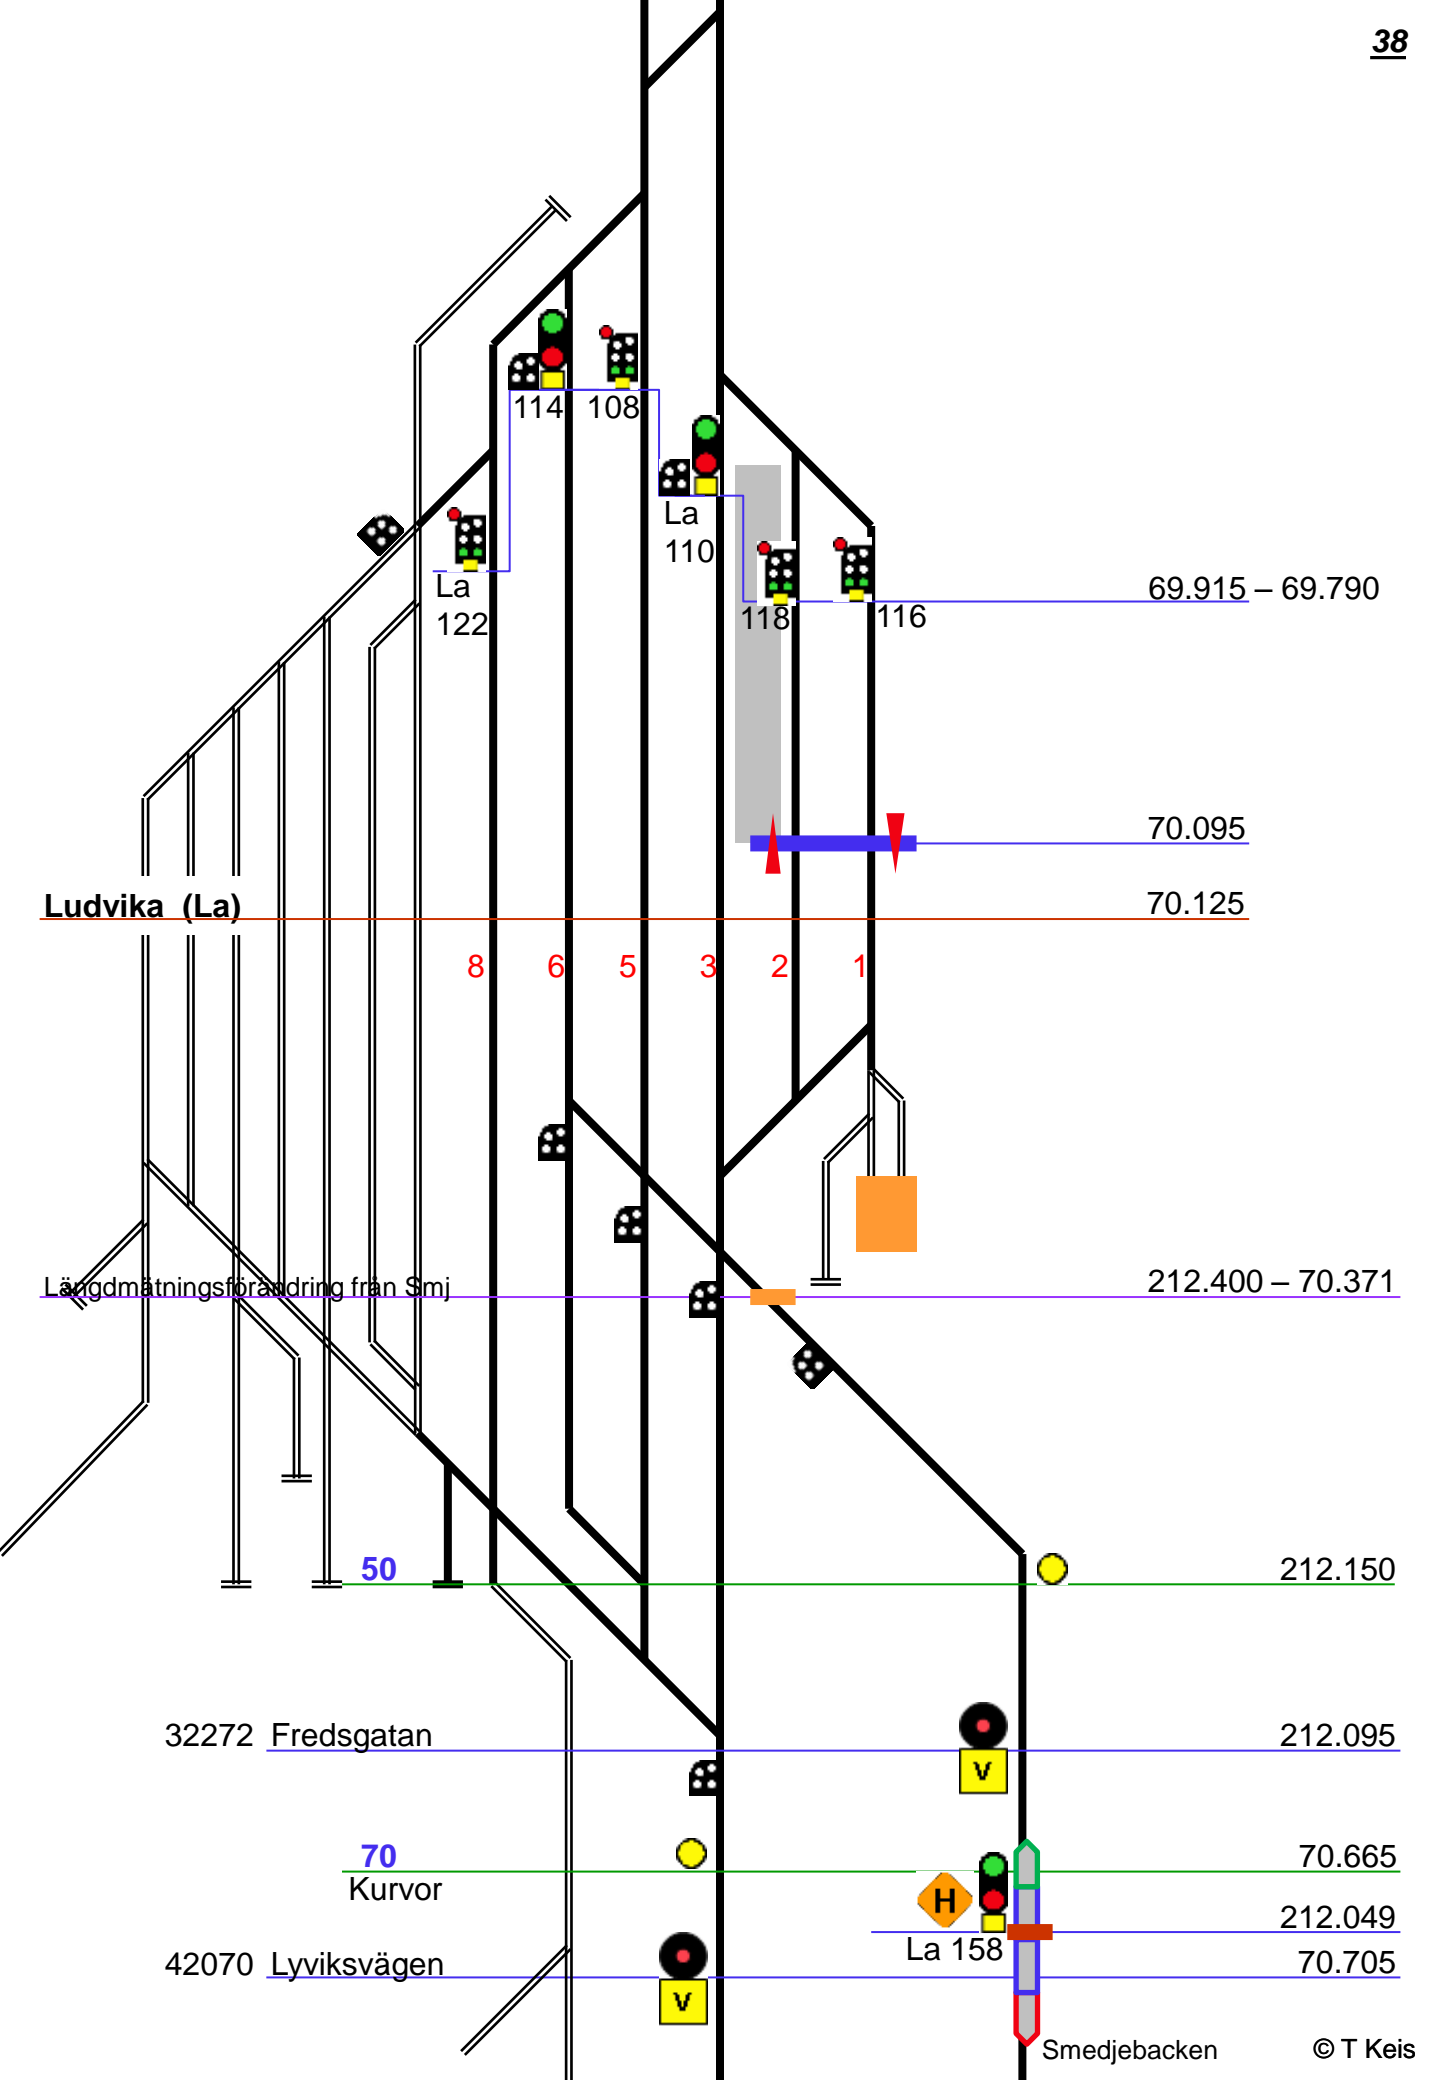 38
114 108
La
110
La
122
118 116
69.915 – 69.790
70.095
Ludvika (La)
70.125
8 6 5 3 2 1
Längdmätningsförändring från Smj
212.400 – 70.371
50
212.150
32272 Fredsgatan
V
212.095
70
70.665
Kurvor
H
La 158
212.049
42070 Lyviksvägen
V
70.705
Smedjebacken
© T Keis